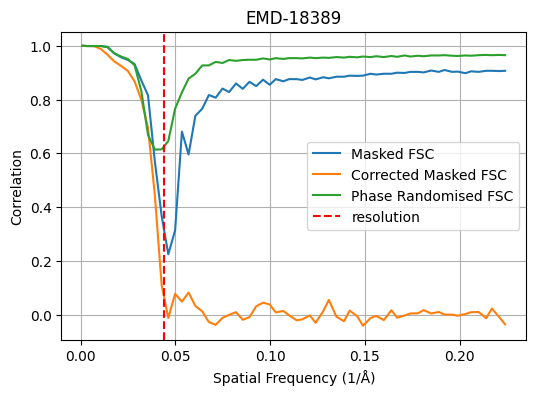 EMD-18389
1.0
0.8
0.6
0.4
0.2
0.0
Correlation
Masked FSC
Corrected Masked FSC
Phase Randomised FSC
resolution
0.00 0.05 0.10 0.15 0.20
Spatial Frequency (1/Å)